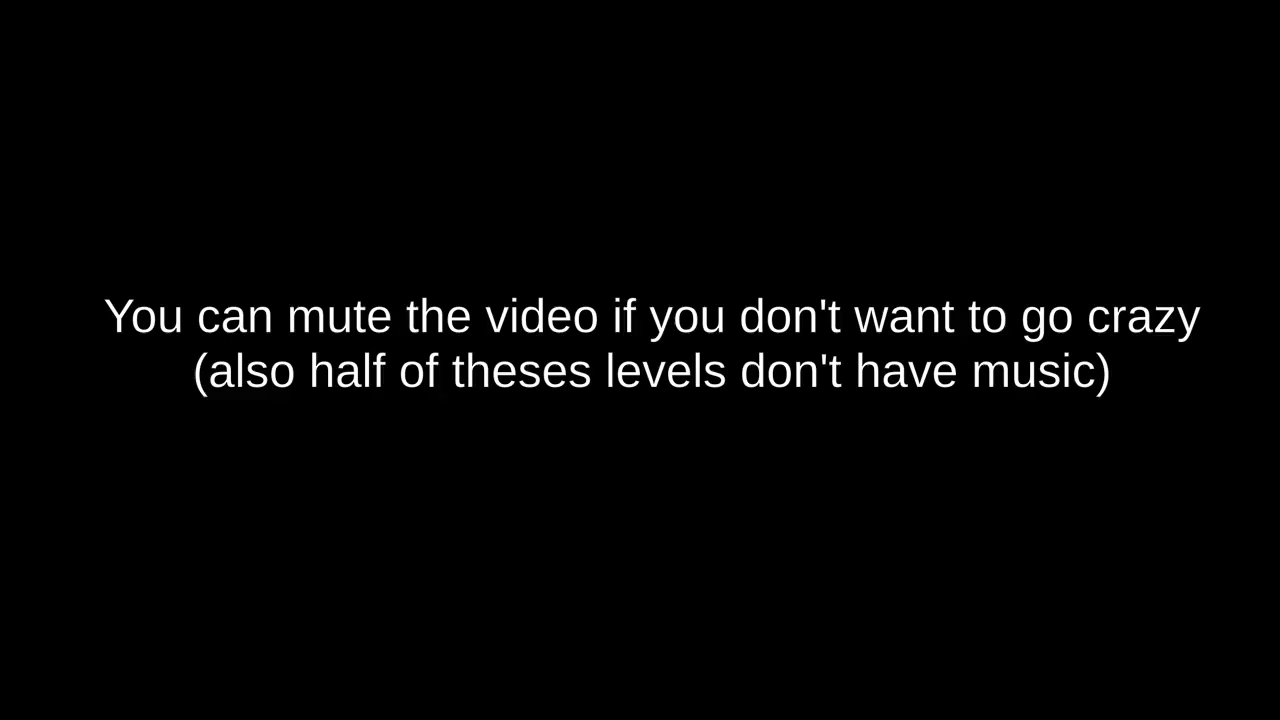 You can mute the video if you don't want to go crazy
(also half of theses levels don't have music)